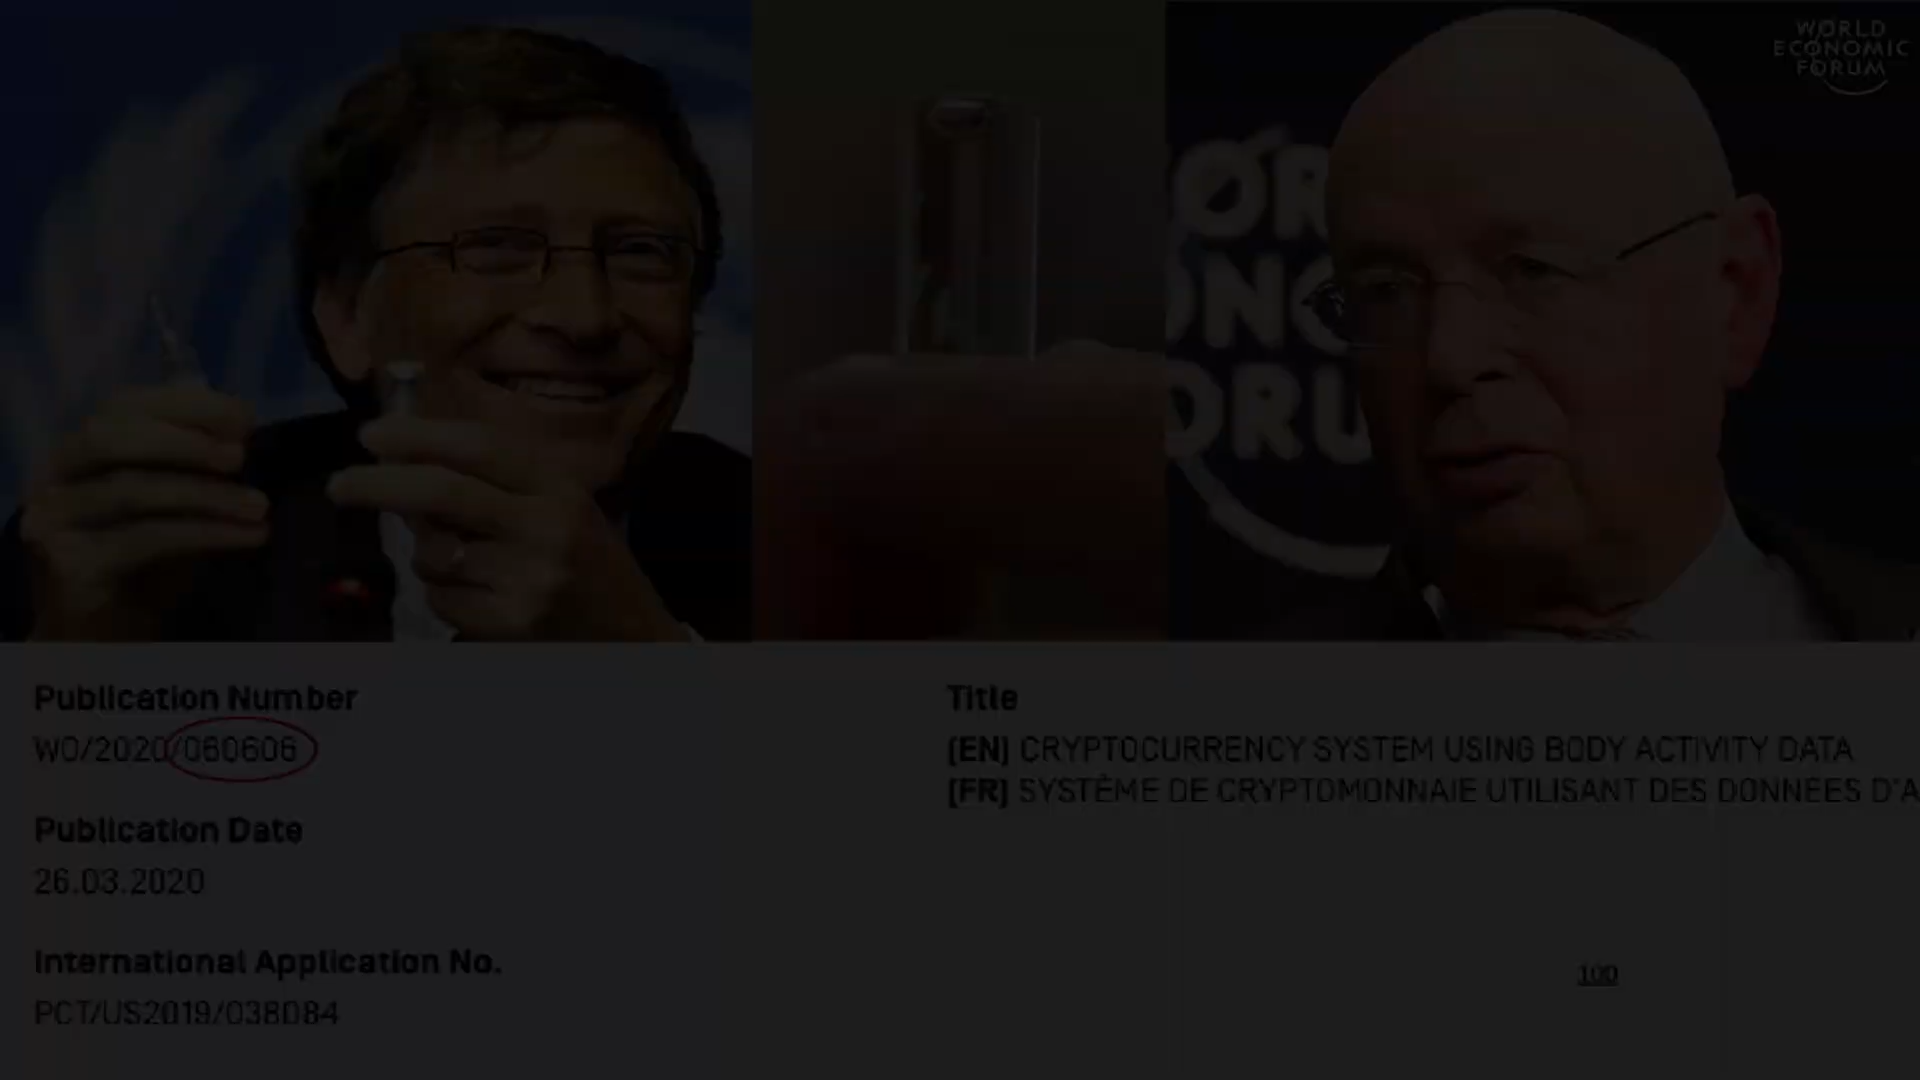 WORLD
ECONOMIC
FORUM
Publication Number
WO/2020/060606
Publication Date
26.03.2020
International Application No.
PCT/US2019/038084
Title
[EN] CRYPTOCURRENCY SYSTEM USING BODY ACTIVITY DATA
[FR] SYSTÈME DE CRYPTOMONNAIE UTILISANT DES DONNÉES D'A
100